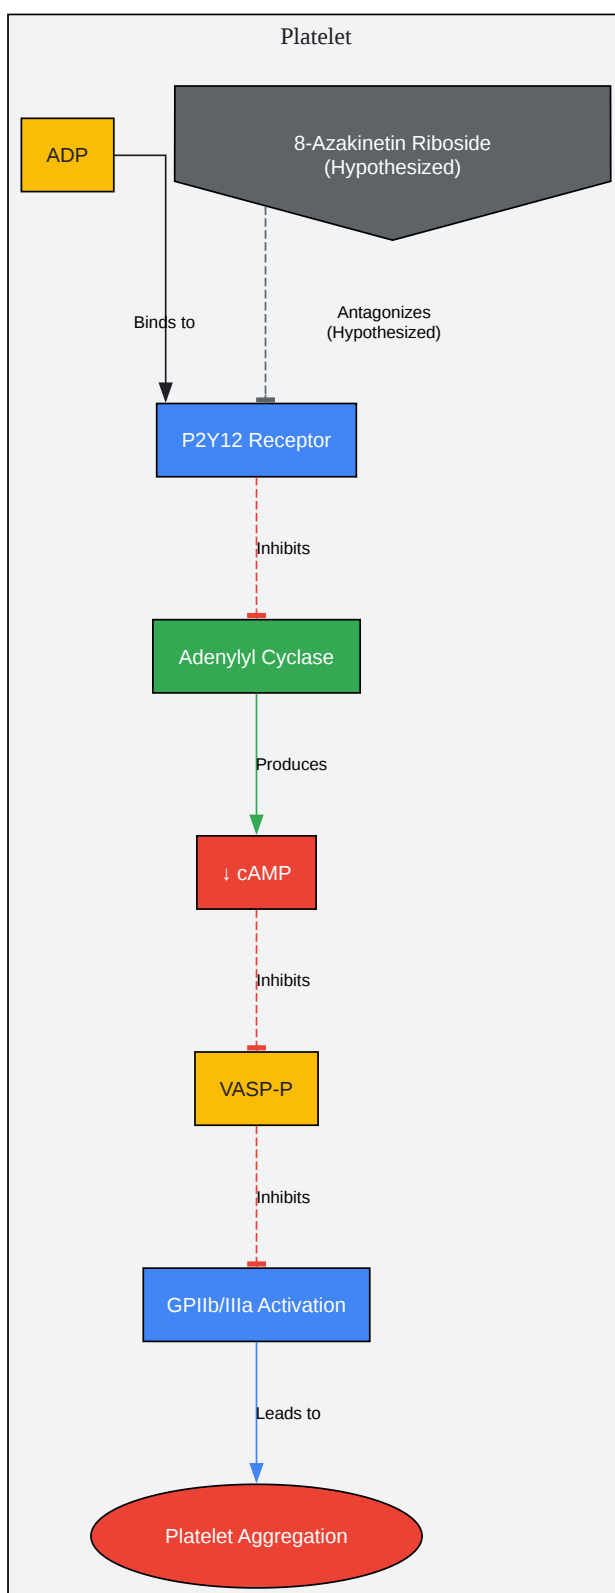 Platelet
ADP
8-Azakinetin Riboside
(Hypothesized)
Binds to
Antagonizes
(Hypothesized)
P2Y12 Receptor
Inhibits
Adenylyl Cyclase
Produces
↓ cAMP
Inhibits
VASP-P
Inhibits
GPIIb/IIIa Activation
Leads to
Platelet Aggregation